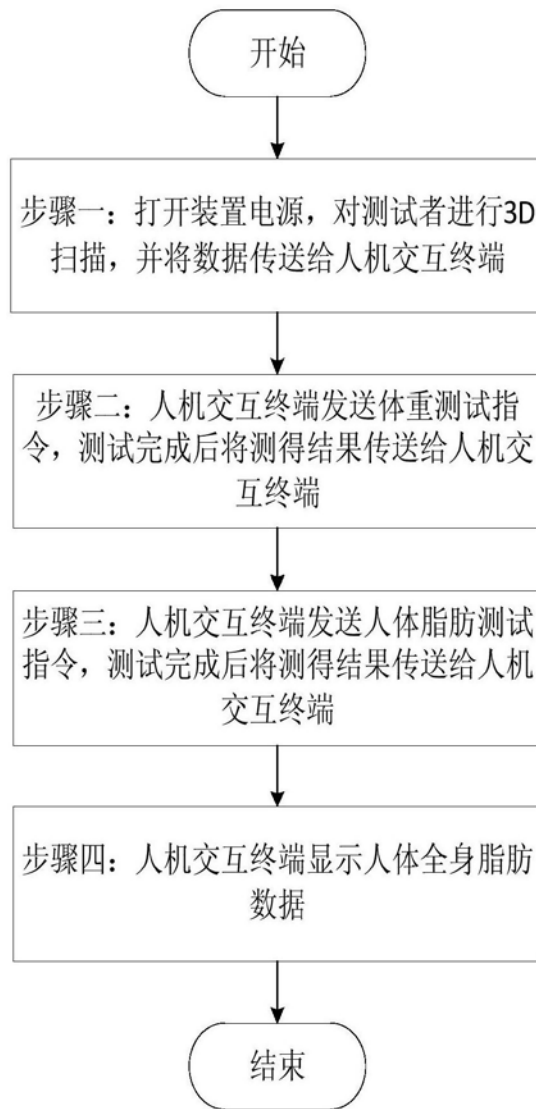 开始
步骤一：打开装置电源，对测试者进行3D
扫描，并将数据传送给人机交互终端
步骤二：人机交互终端发送体重测试指
令，测试完成后将测得结果传送给人机交
互终端
步骤三：人机交互终端发送人体脂肪测试
指令，测试完成后将测得结果传送给人机
交互终端
步骤四：人机交互终端显示人体全身脂肪
数据
结束